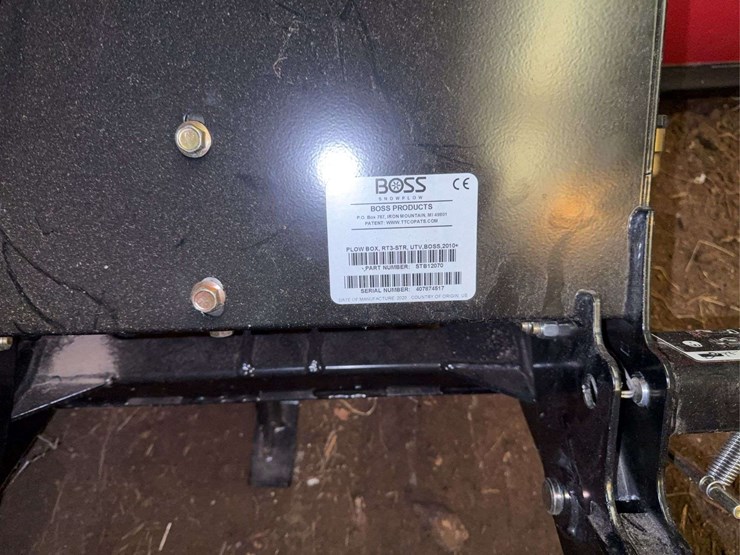 BOSS
SNOWPLOW
CE
BOSS PRODUCTS
P.O. Box 787, IRON MOUNTAIN, MI 49801
PATENT: WWW.TTCOPATS.COM
PLOW BOX, RT3-STR, UTV,BOSS,2010+
PART NUMBER: STB12070
SERIAL NUMBER: 407674517
DATE OF MANUFACTURE: 2020 COUNTRY OF ORIGIN: US